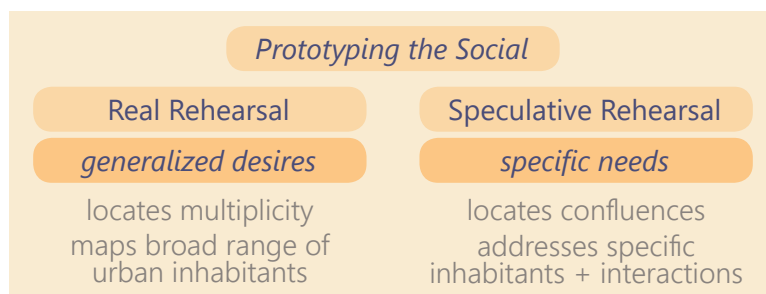 Prototyping the Social
Real Rehearsal
generalized desires
locates multiplicity
maps broad range of
urban inhabitants
Speculative Rehearsal
specific needs
locates confluences
addresses specific
inhabitants + interactions